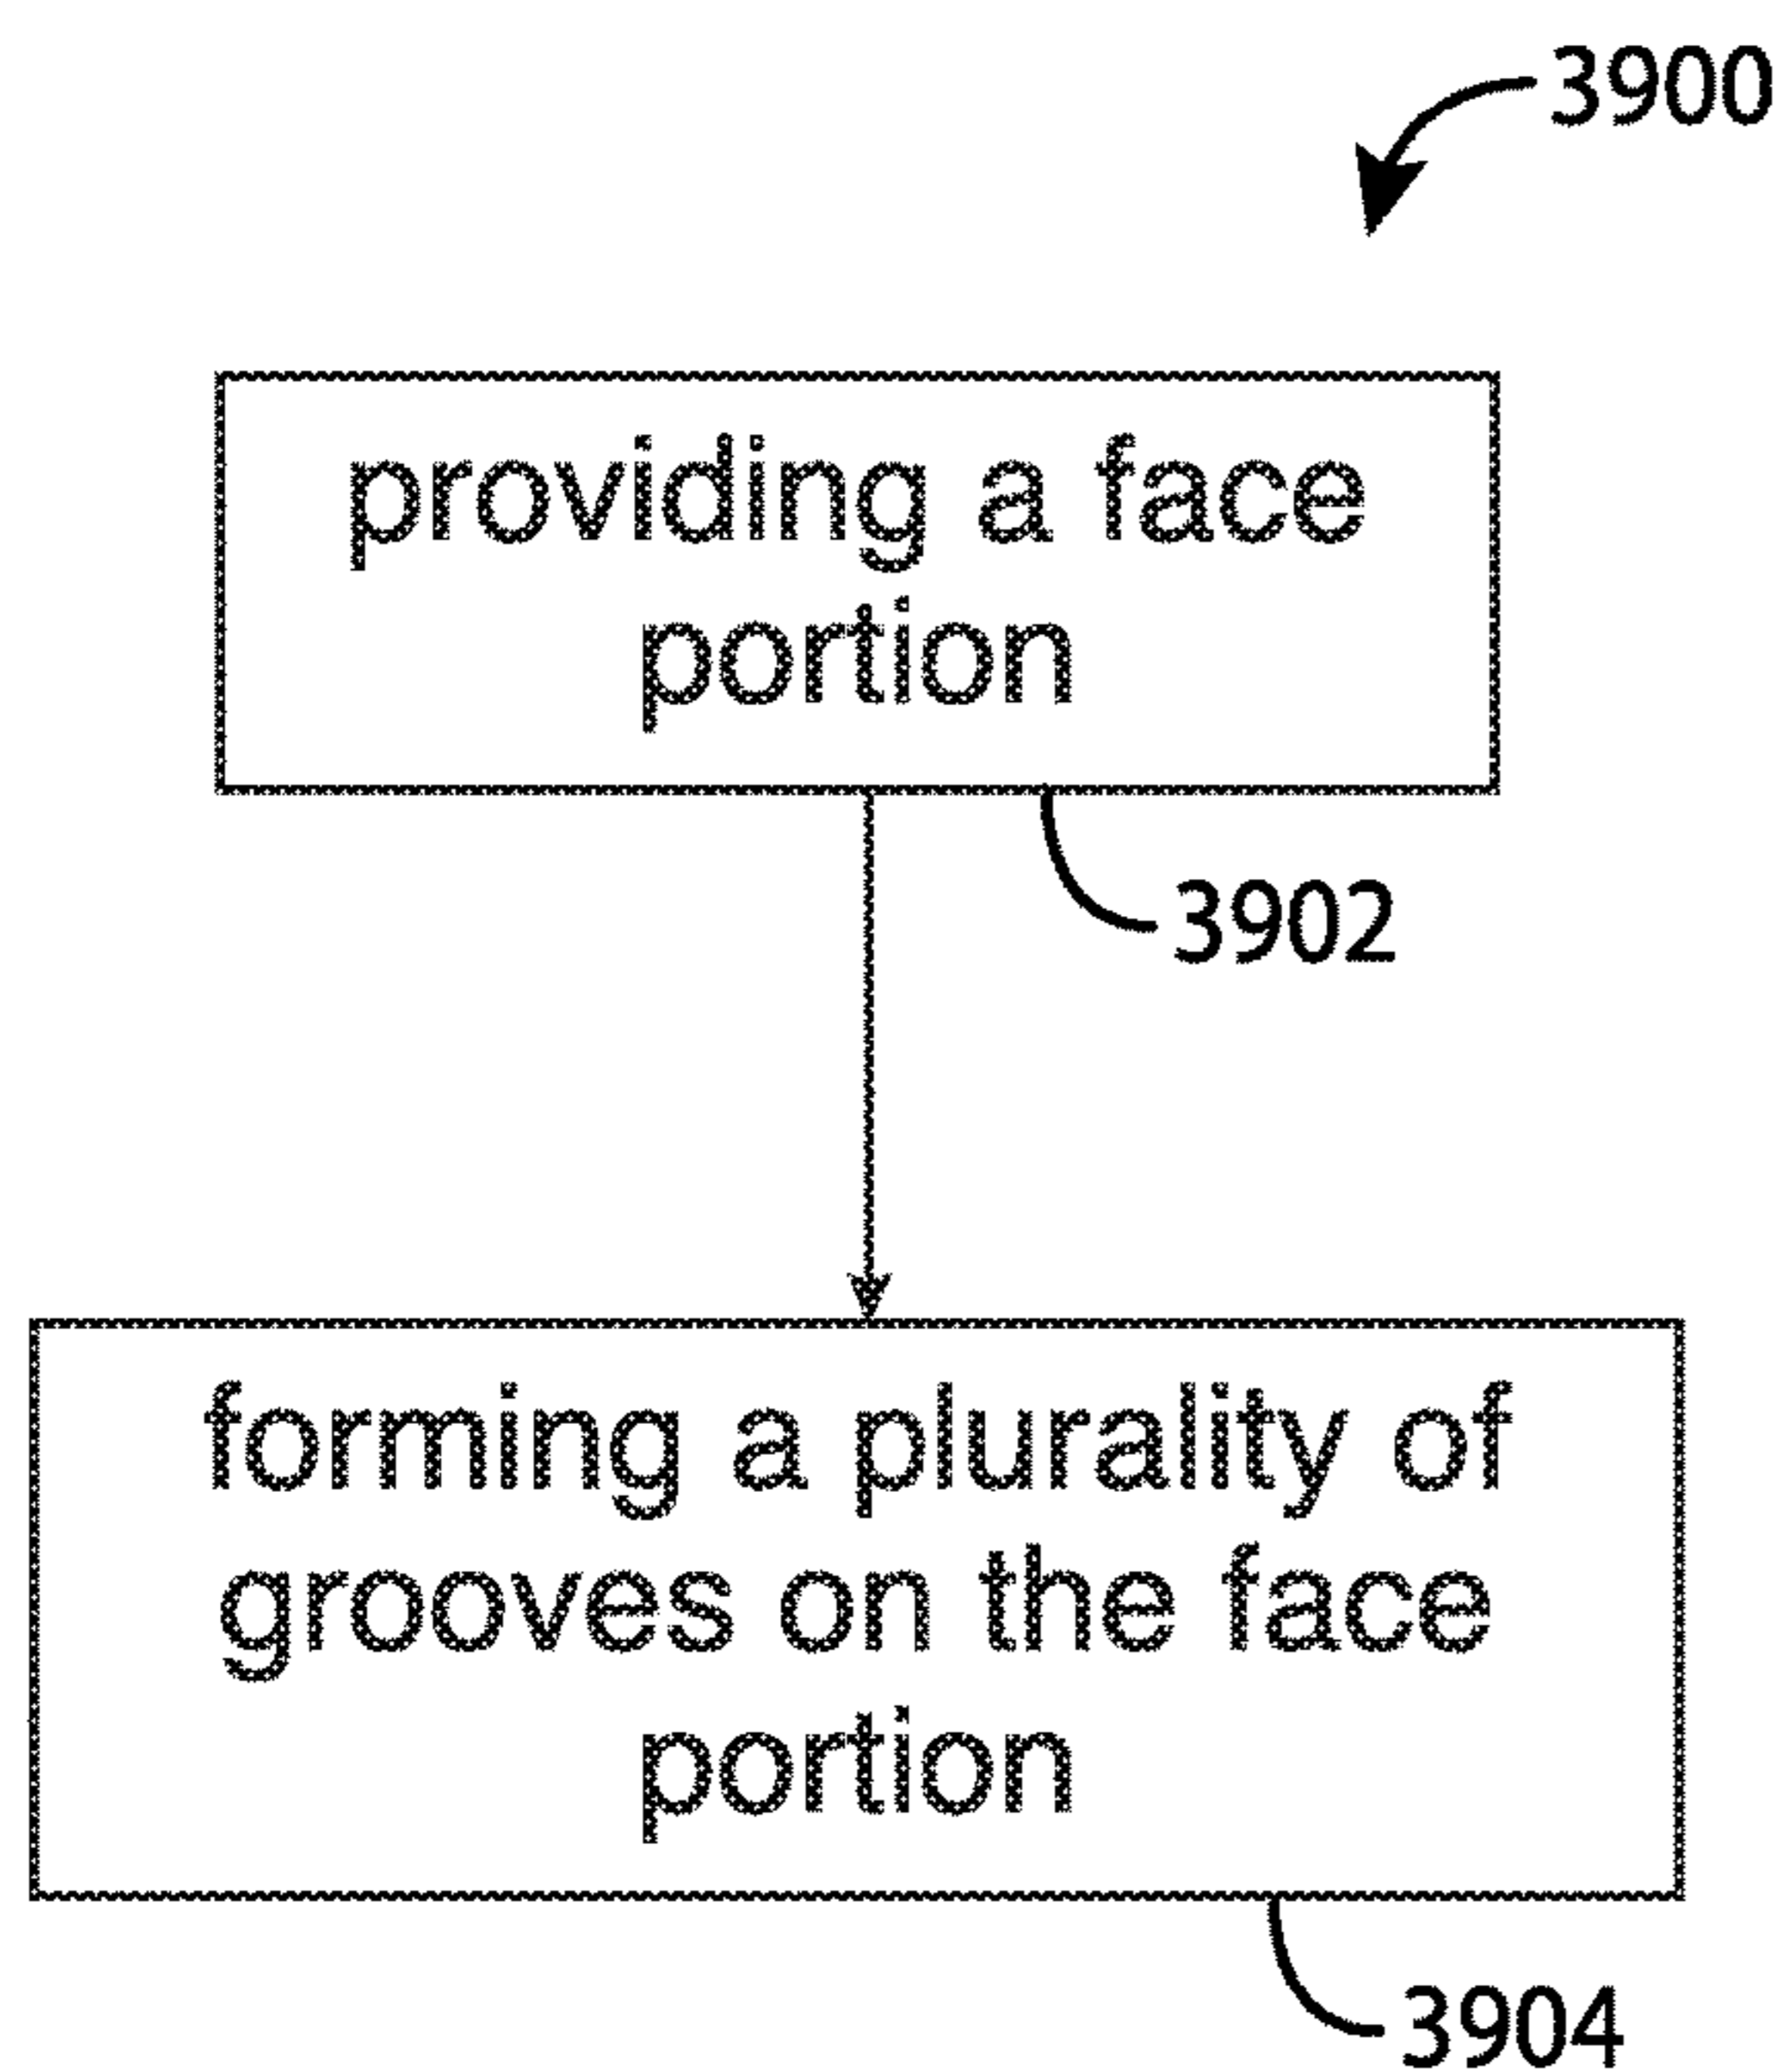 3900
providing a face
portion
3902
forming a plurality of
grooves on the face
portion
3904